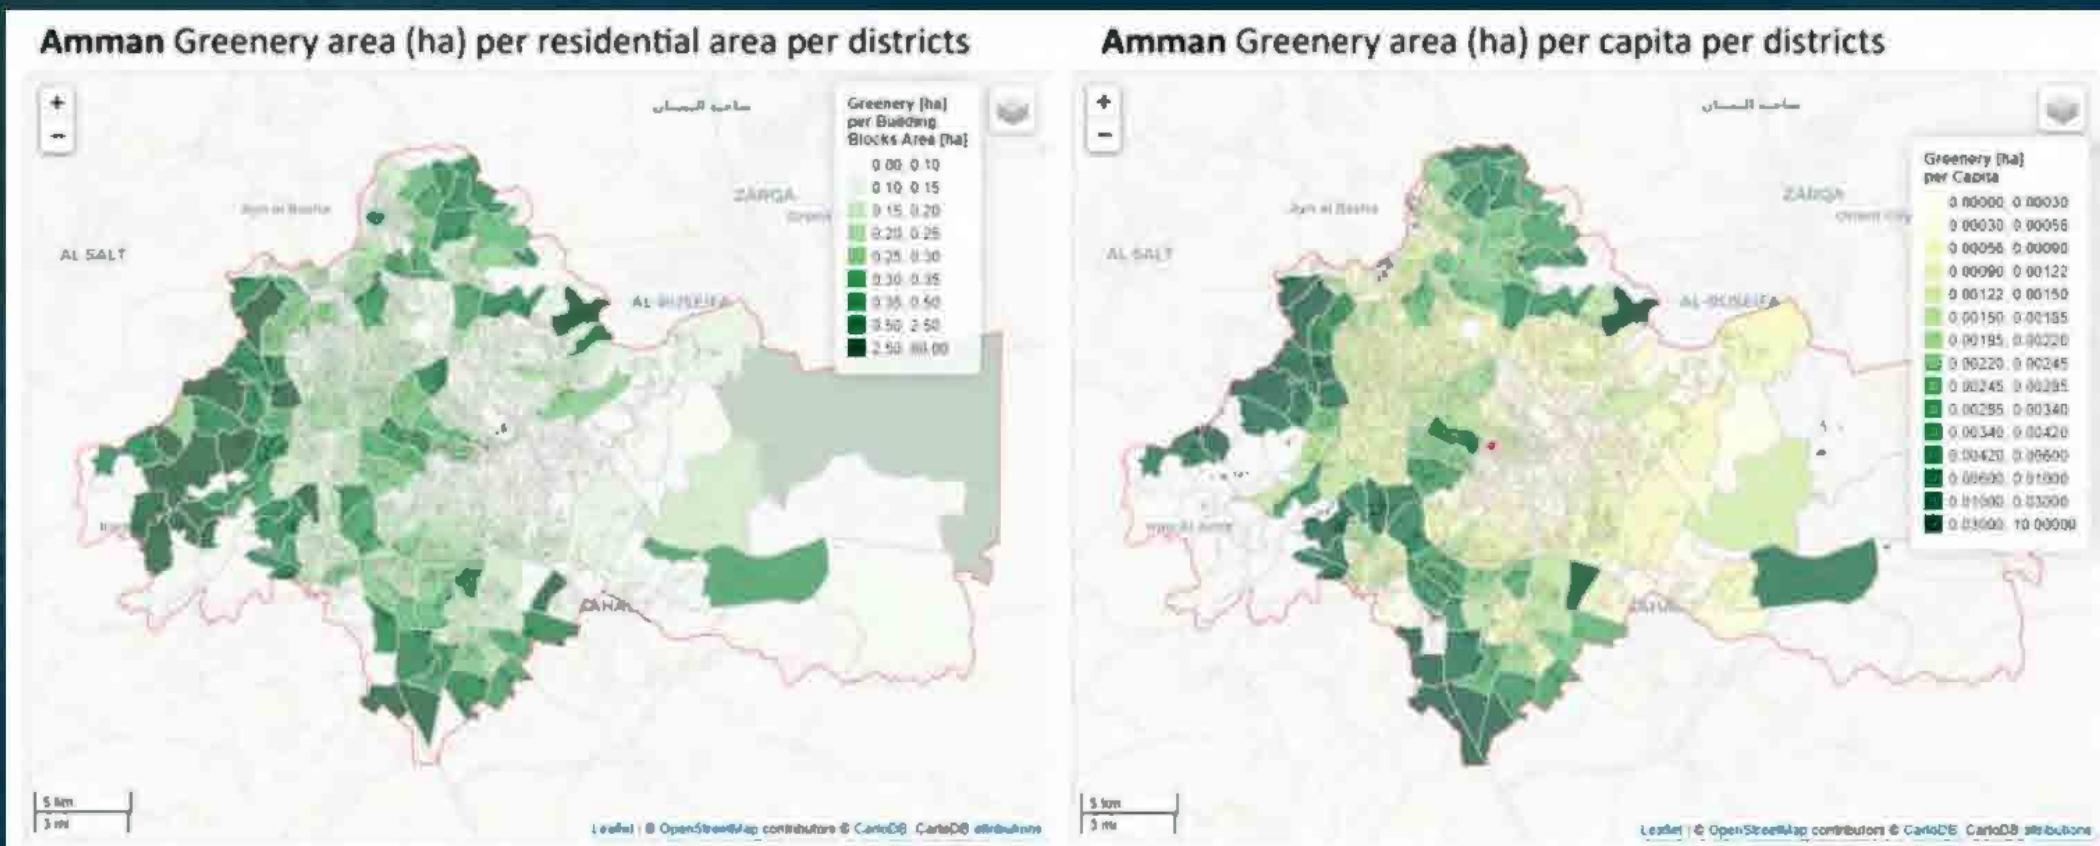 Amman Greenery area (ha) per residential area per districts
+
−
AL SALT
ZARQA
Greenery [ha]
per Building
Blocks Area [ha]
0.00 0.10
0.10 0.15
0.15 0.20
0.20 0.25
0.25 0.30
0.30 0.35
0.35 0.50
0.50 2.50
2.50
5 km
3 mi
Leaflet | © OpenStreetMap contributors © CartoDB, CartoDB attributions
Amman Greenery area (ha) per capita per districts
+
−
AL SALT
ZARQA
AL-RUSEIFA
Greenery [ha]
per Capita
0.00000 0.00030
0.00030 0.00056
0.00056 0.00090
0.00090 0.00122
0.00122 0.00150
0.00150 0.00185
0.00195 0.00220
0.00220 0.00245
0.00245 0.00285
0.00285 0.00340
0.00340 0.00420
0.00420 0.00600
0.00600 0.01000
0.01000 0.03000
0.03000 10.00000
5 km
3 mi
Leaflet | © OpenStreetMap contributors © CartoDB, CartoDB attributions